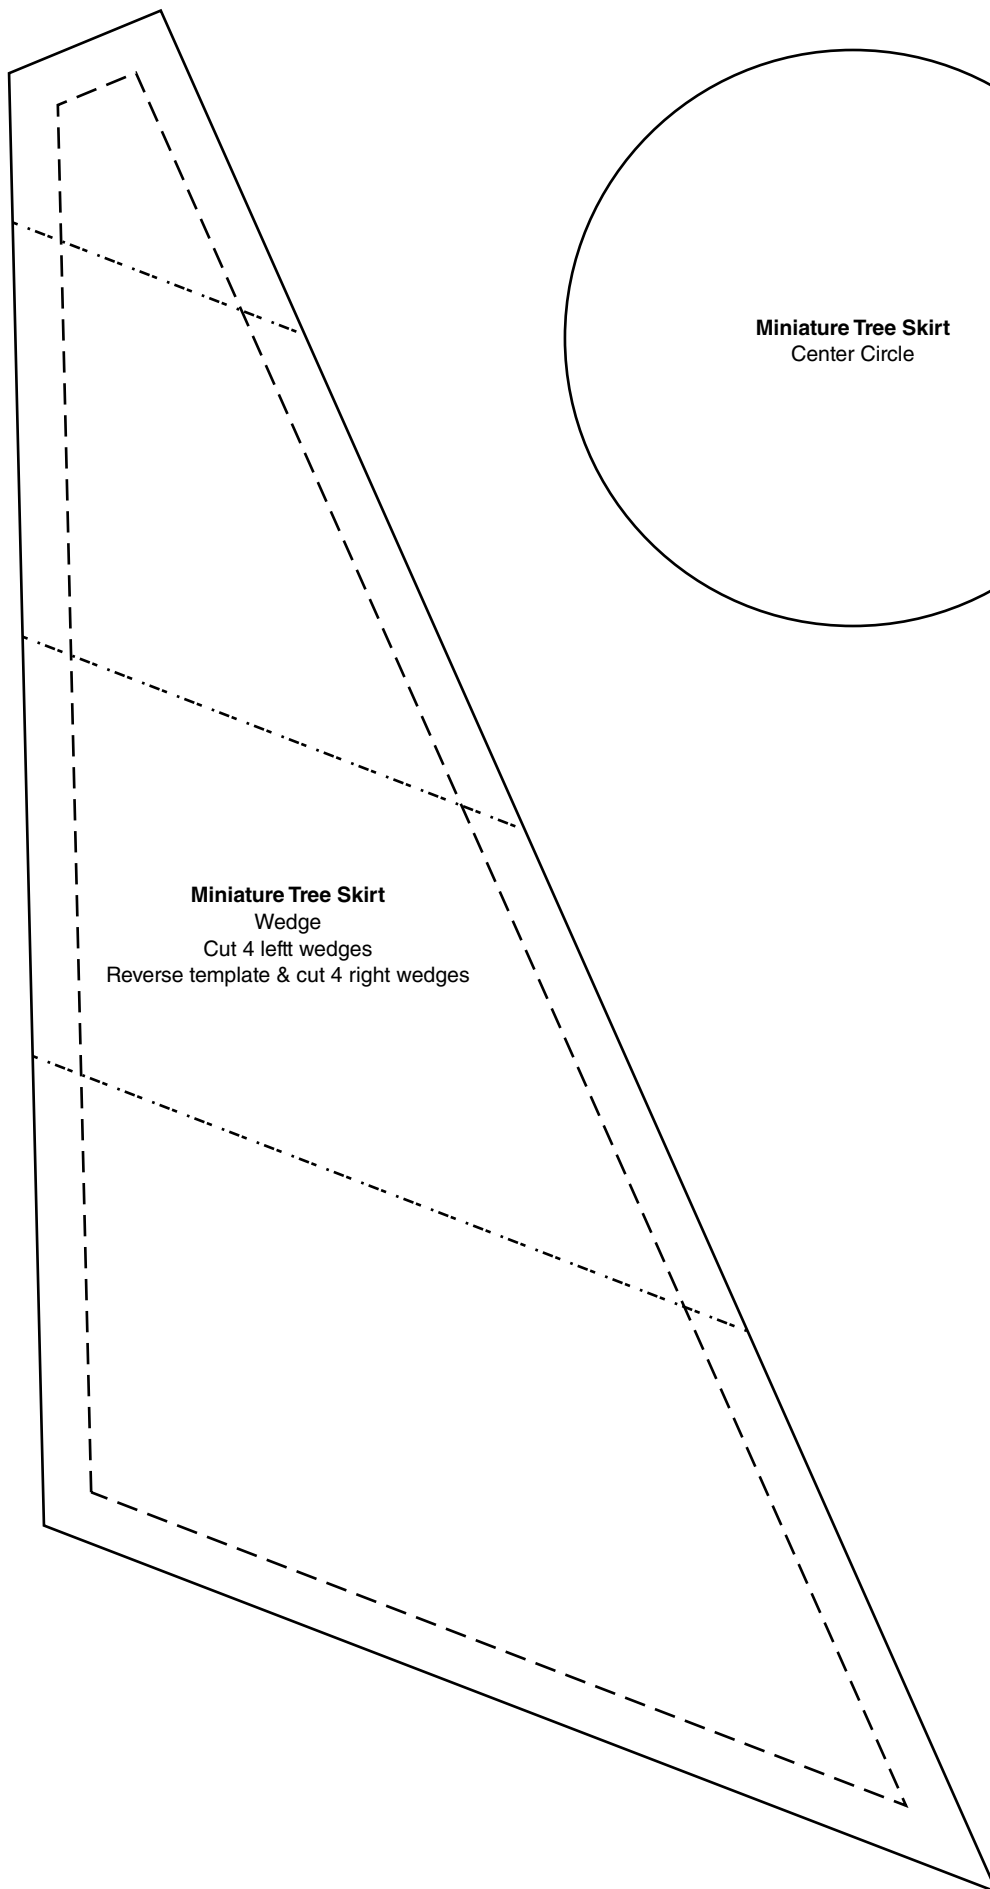 Miniature Tree Skirt
Center Circle
Miniature Tree Skirt
Wedge
Cut 4 leftt wedges
Reverse template & cut 4 right wedges